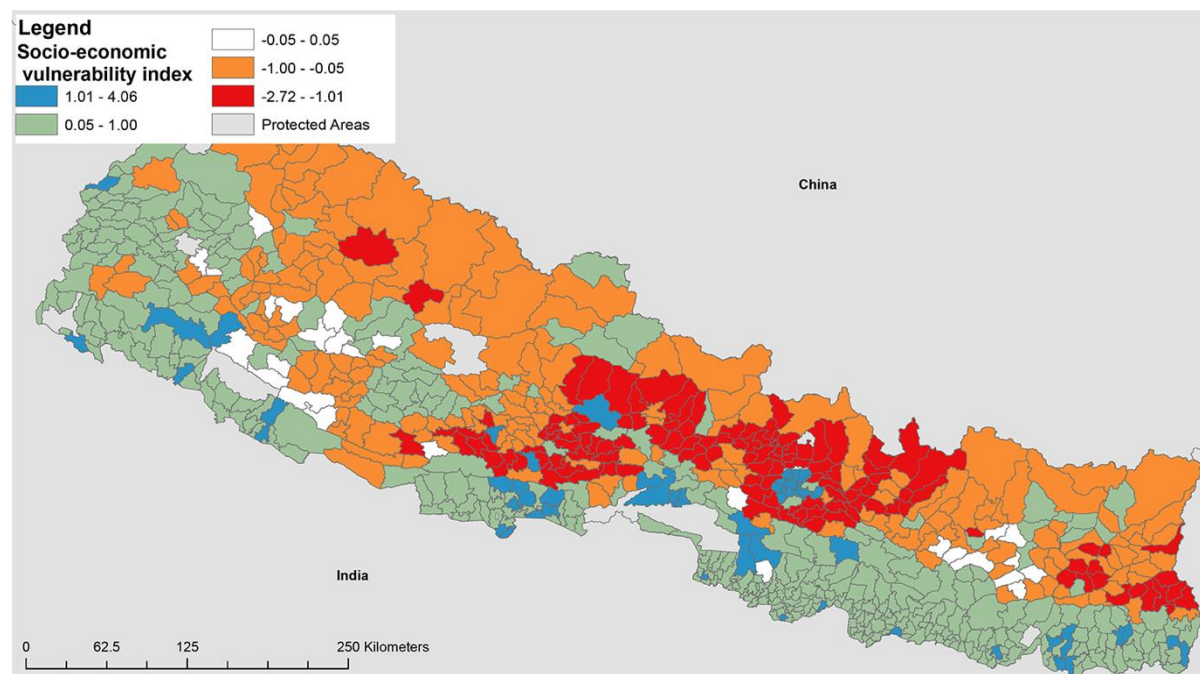 Legend
Socio-economic
vulnerability index
1.01 - 4.06
0.05 - 1.00
-0.05 - 0.05
-1.00 - -0.05
-2.72 - -1.01
Protected Areas
China
India
0 62.5 125 250 Kilometers